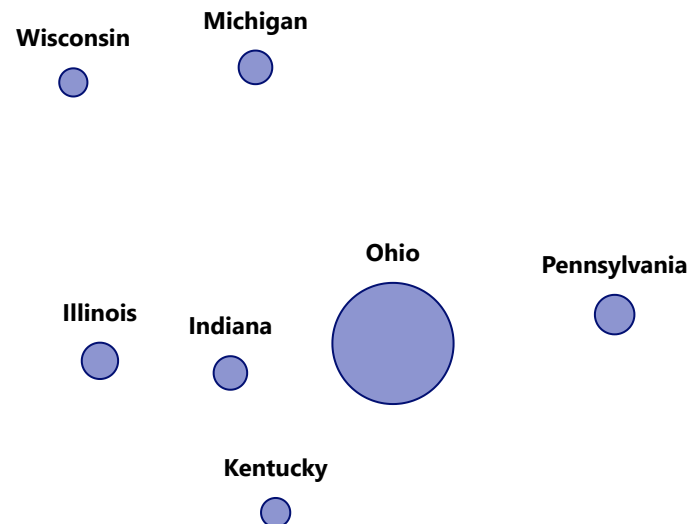 Michigan
Wisconsin
Ohio
Pennsylvania
Illinois
Indiana
Kentucky